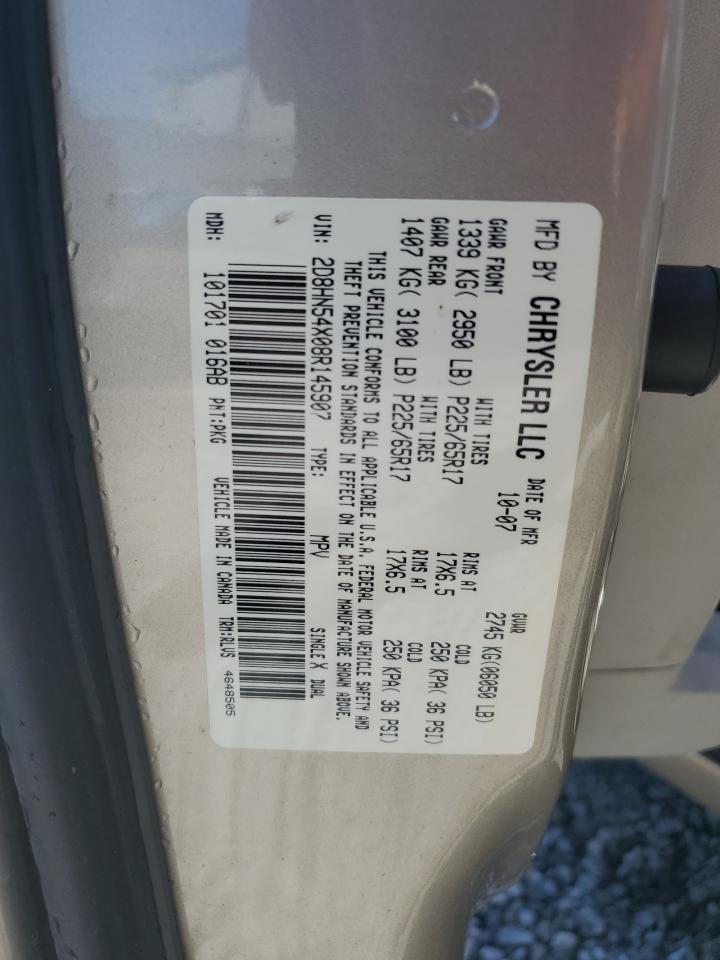 MFD BY CHRYSLER LLC DATE OF MFR 10-07 GVWR 2745 KG(06050 LB)
GAWR FRONT WITH TIRES RIMS AT COLD
1339 KG( 2950 LB) P225/65R17 17X6.5 250 KPA( 36 PSI)
GAWR REAR WITH TIRES RIMS AT COLD
1407 KG( 3100 LB) P225/65R17 17X6.5 250 KPA( 36 PSI)
THIS VEHICLE CONFORMS TO ALL APPLICABLE U.S.A. FEDERAL MOTOR VEHICLE SAFETY AND
THEFT PREVENTION STANDARDS IN EFFECT ON THE DATE OF MANUFACTURE SHOWN ABOVE.
VIN: 2D8HN54X08R145907 TYPE: MPV SINGLE X DUAL
MDH: 101701 016AB PNT:PKG VEHICLE MADE IN CANADA TRM:RLVS 4648505